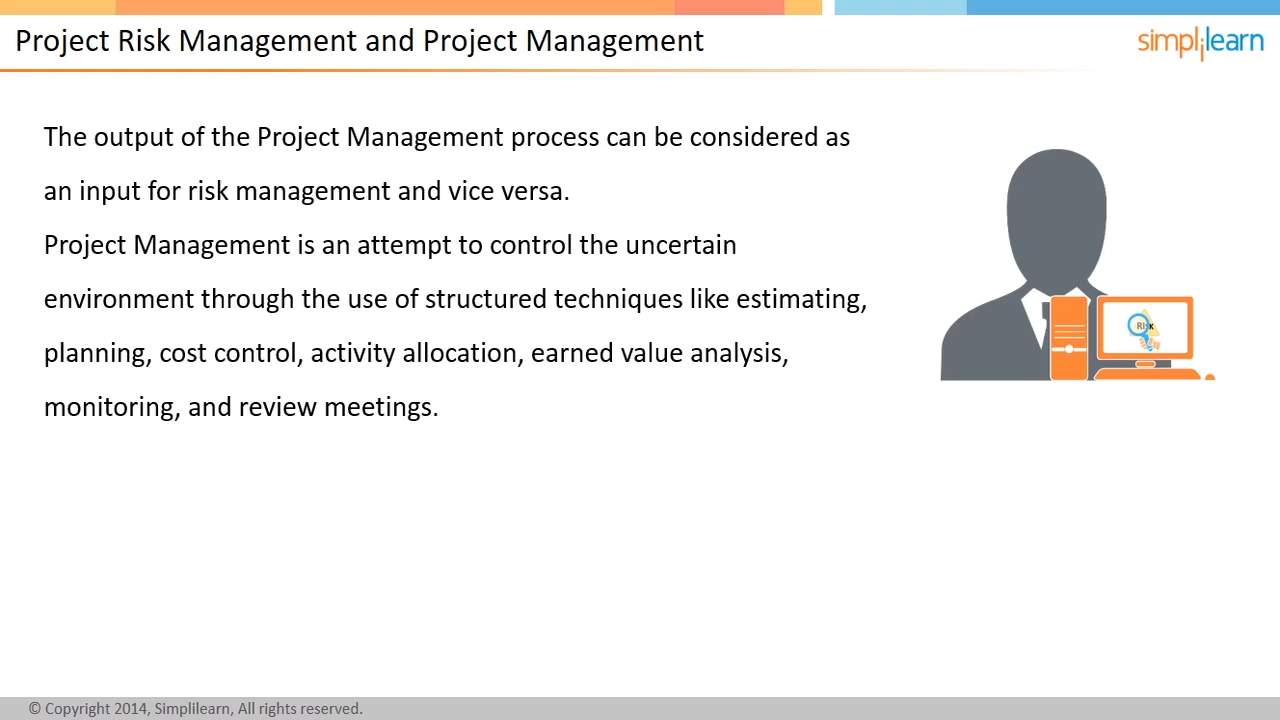 Project Risk Management and Project Management
simplilearn
The output of the Project Management process can be considered as
an input for risk management and vice versa.
Project Management is an attempt to control the uncertain
environment through the use of structured techniques like estimating,
planning, cost control, activity allocation, earned value analysis,
monitoring, and review meetings.
RISK
© Copyright 2014, Simplilearn, All rights reserved.